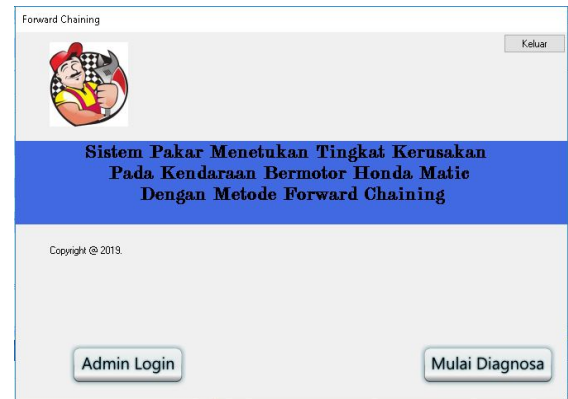 Forward Chaining
Keluar
Sistem Pakar Menetukan Tingkat Kerusakan
Pada Kendaraan Bermotor Honda Matic
Dengan Metode Forward Chaining
Copyright @ 2019.
Admin Login
Mulai Diagnosa